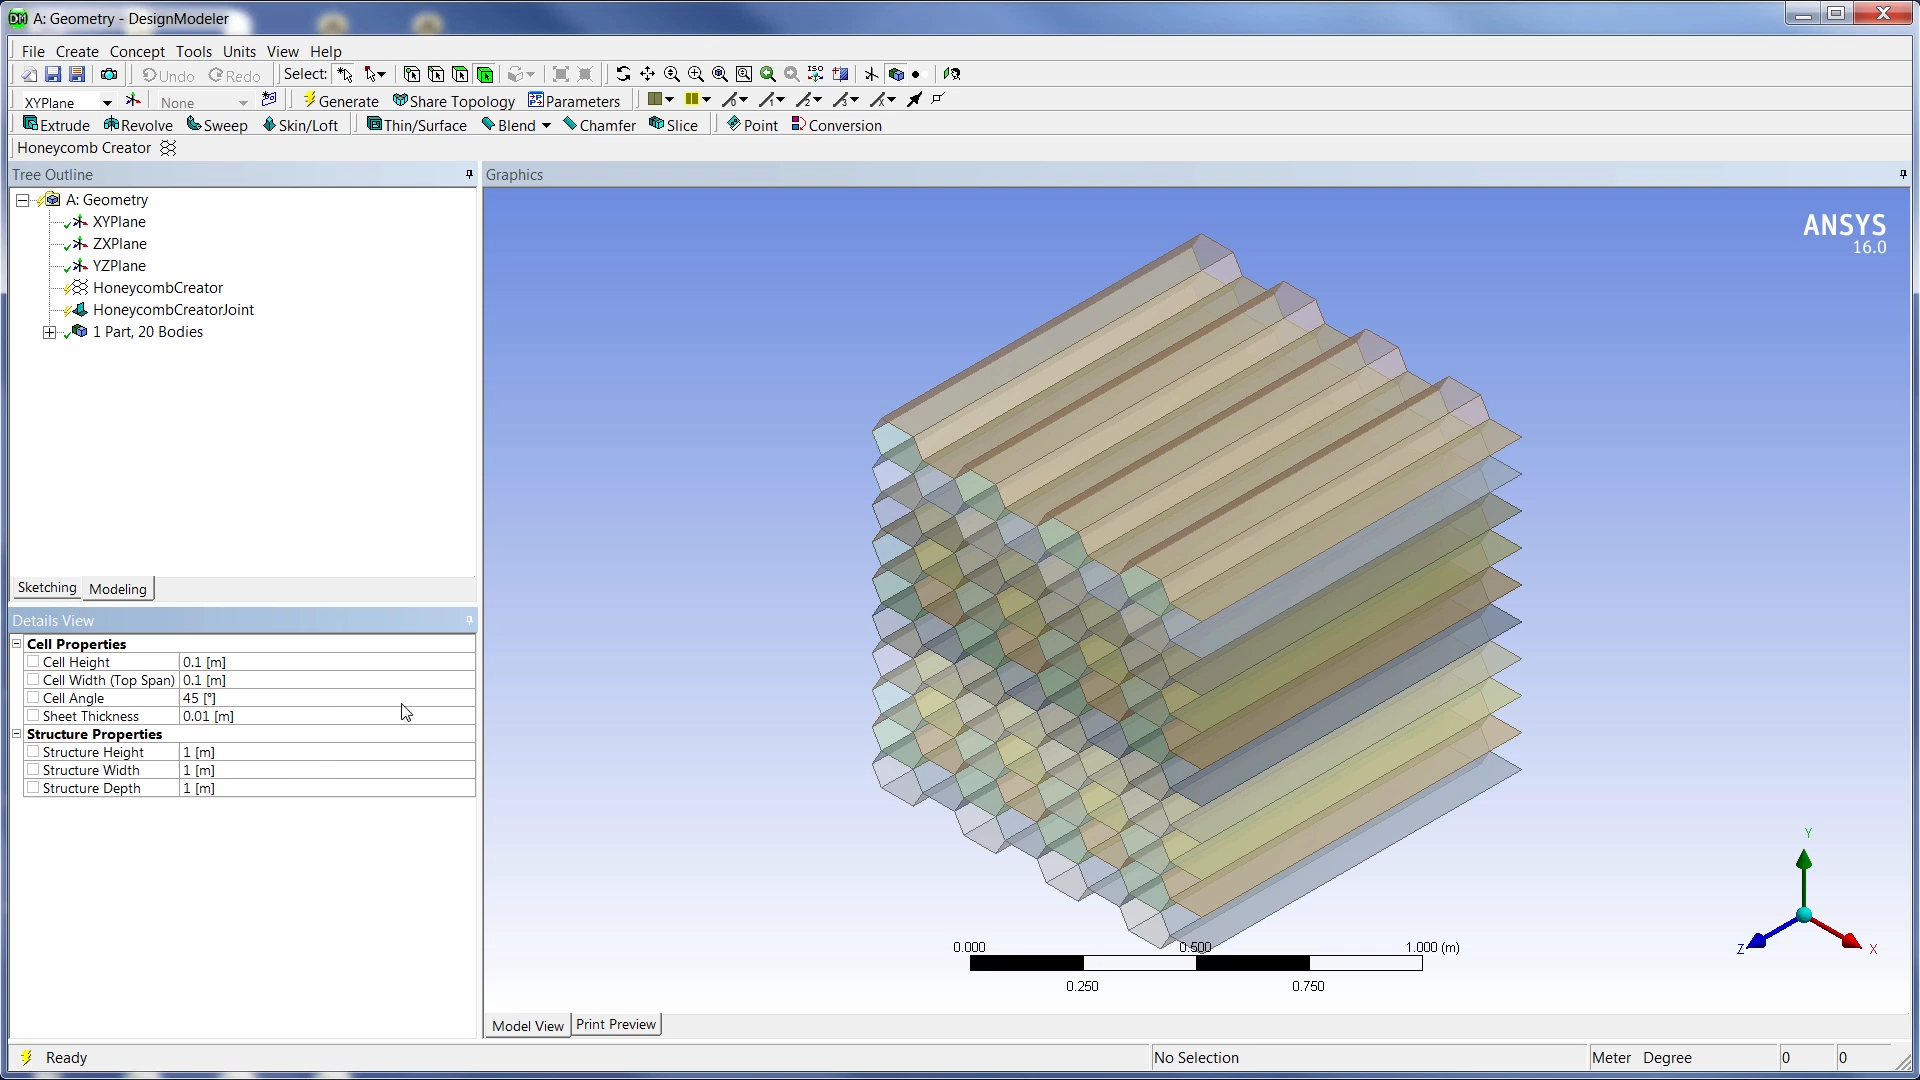 A: Geometry - DesignModeler
File Create Concept Tools Units View Help
Undo Redo Select: ISO
XYPlane None Generate Share Topology Parameters
Extrude Revolve Sweep Skin/Loft Thin/Surface Blend Chamfer Slice Point Conversion
Honeycomb Creator
Tree Outline
A: Geometry
XYPlane
ZXPlane
YZPlane
HoneycombCreator
HoneycombCreatorJoint
1 Part, 20 Bodies
Sketching Modeling
Details View
Cell Properties
Cell Height 0.1 [m]
Cell Width (Top Span) 0.1 [m]
Cell Angle 45 [°]
Sheet Thickness 0.01 [m]
Structure Properties
Structure Height 1 [m]
Structure Width 1 [m]
Structure Depth 1 [m]
Graphics
ANSYS
16.0
0.000 0.500 1.000 (m)
0.250 0.750
Y
Z X
Model View Print Preview
Ready No Selection Meter Degree 0 0